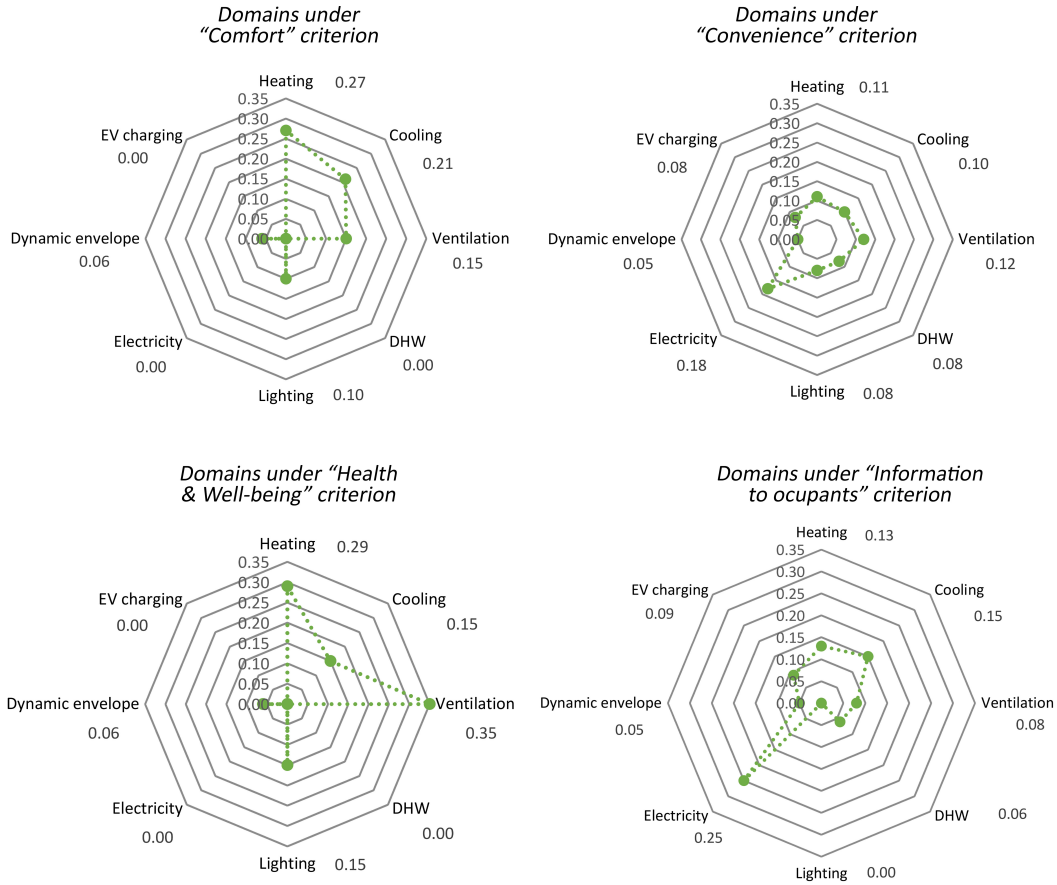 Domains under
“Comfort” criterion
Heating 0.27
0.35
0.30
0.25
0.20
0.15
0.10
0.05
0.00
EV charging
0.00
Cooling
0.21
Dynamic envelope
0.06
Ventilation
0.15
Electricity
0.00
DHW
0.00
Lighting 0.10
Domains under
“Convenience” criterion
Heating 0.11
0.35
0.30
0.25
0.20
0.15
0.10
0.05
0.00
EV charging
0.08
Cooling
0.10
Dynamic envelope
0.05
Ventilation
0.12
Electricity
0.18
DHW
0.08
Lighting 0.08
Domains under “Health
& Well-being” criterion
Heating 0.29
0.35
0.30
0.25
0.20
0.15
0.10
0.05
0.00
EV charging
0.00
Cooling
0.15
Dynamic envelope
0.06
Ventilation
0.35
Electricity
0.00
DHW
0.00
Lighting 0.15
Domains under “Information
to ocupants” criterion
Heating 0.13
0.35
0.30
0.25
0.20
0.15
0.10
0.05
0.00
EV charging
0.09
Cooling
0.15
Dynamic envelope
0.05
Ventilation
0.08
Electricity
0.25
DHW
0.06
Lighting 0.00